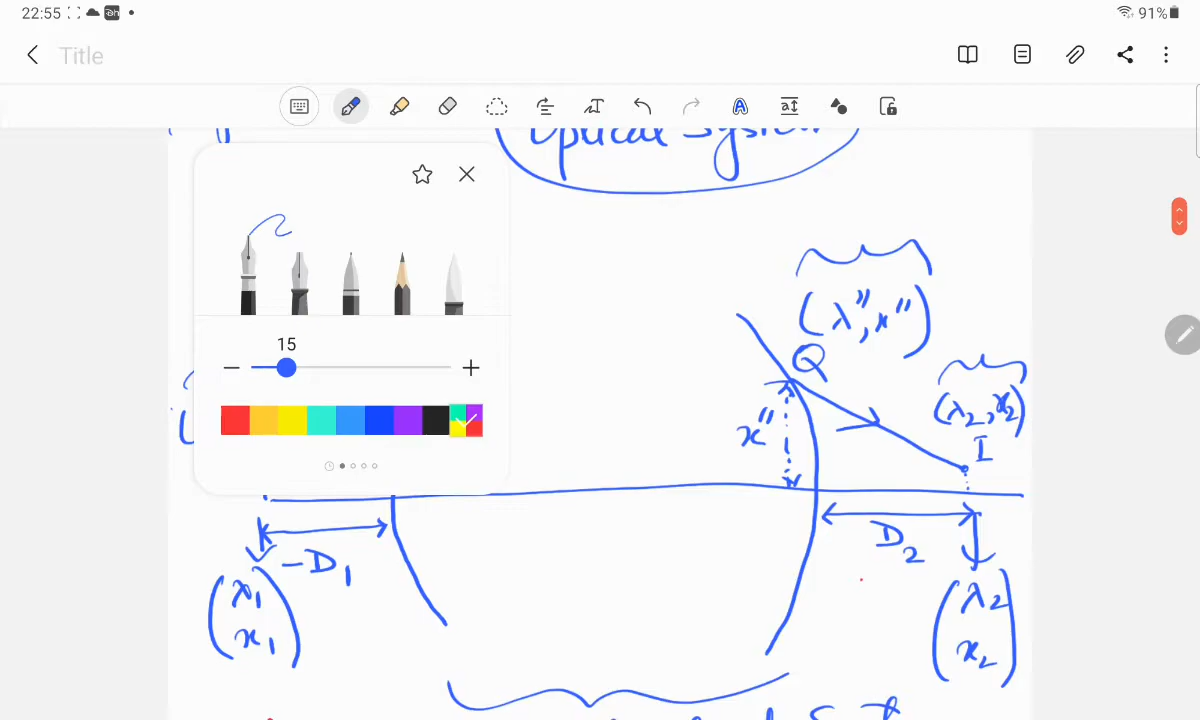 22:55 91%
Title
Optical System
15
(λ'', x'')
Q
(λ2, x2)
x''
I
-D1
D2
(λ1
x1)
(λ2
x2)